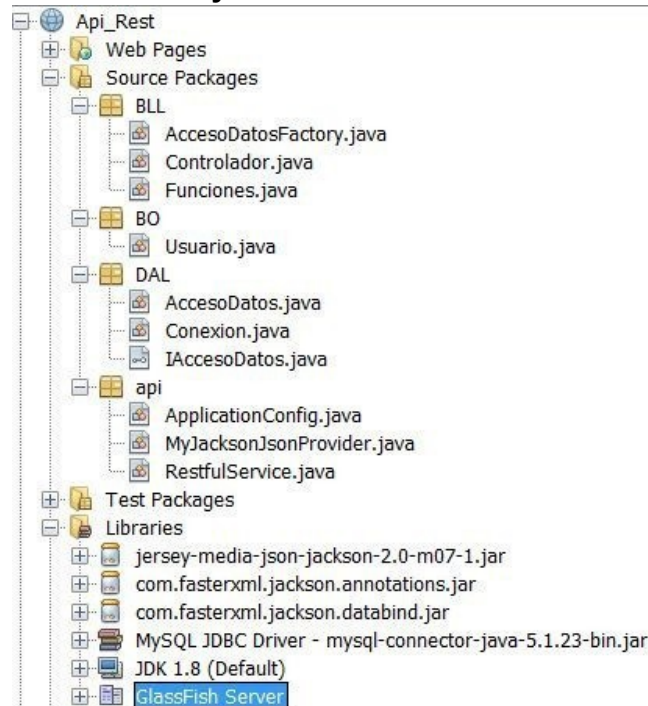 Api_Rest
Web Pages
Source Packages
BLL
AccesoDatosFactory.java
Controlador.java
Funciones.java
BO
Usuario.java
DAL
AccesoDatos.java
Conexion.java
IAccesoDatos.java
api
ApplicationConfig.java
MyJacksonJsonProvider.java
RestfulService.java
Test Packages
Libraries
jersey-media-json-jackson-2.0-m07-1.jar
com.fasterxml.jackson.annotations.jar
com.fasterxml.jackson.databind.jar
MySQL JDBC Driver - mysql-connector-java-5.1.23-bin.jar
JDK 1.8 (Default)
GlassFish Server